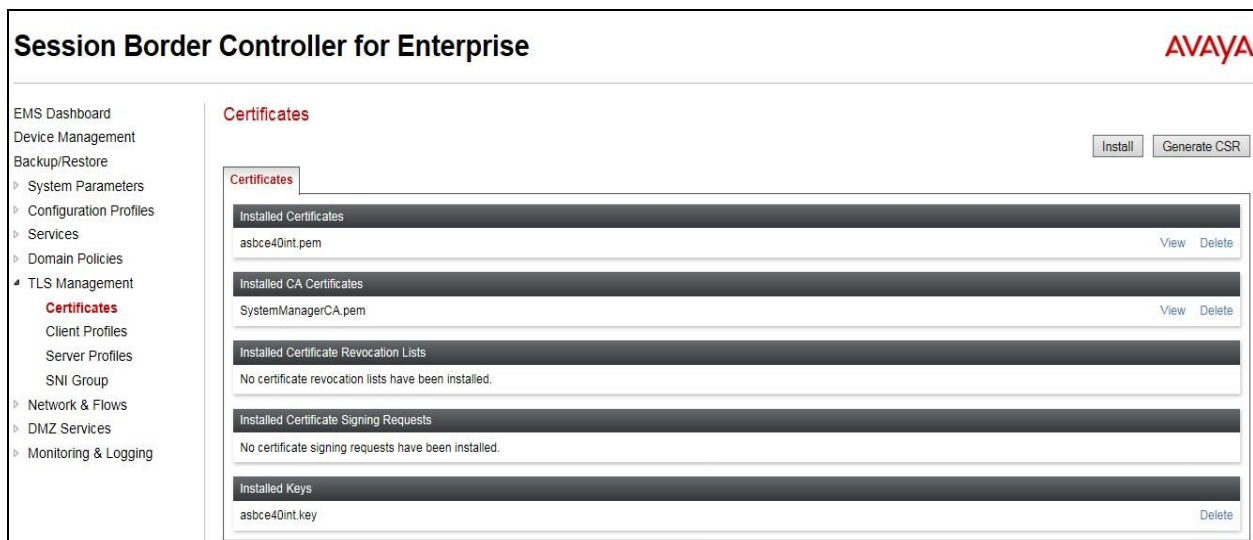 Session Border Controller for Enterprise
AVAYA
EMS Dashboard
Device Management
Backup/Restore
System Parameters
Configuration Profiles
Services
Domain Policies
TLS Management
Certificates
Client Profiles
Server Profiles
SNI Group
Network & Flows
DMZ Services
Monitoring & Logging
Certificates
Install Generate CSR
Certificates
Installed Certificates
asbce40int.pem View Delete
Installed CA Certificates
SystemManagerCA.pem View Delete
Installed Certificate Revocation Lists
No certificate revocation lists have been installed.
Installed Certificate Signing Requests
No certificate signing requests have been installed.
Installed Keys
asbce40int.key Delete